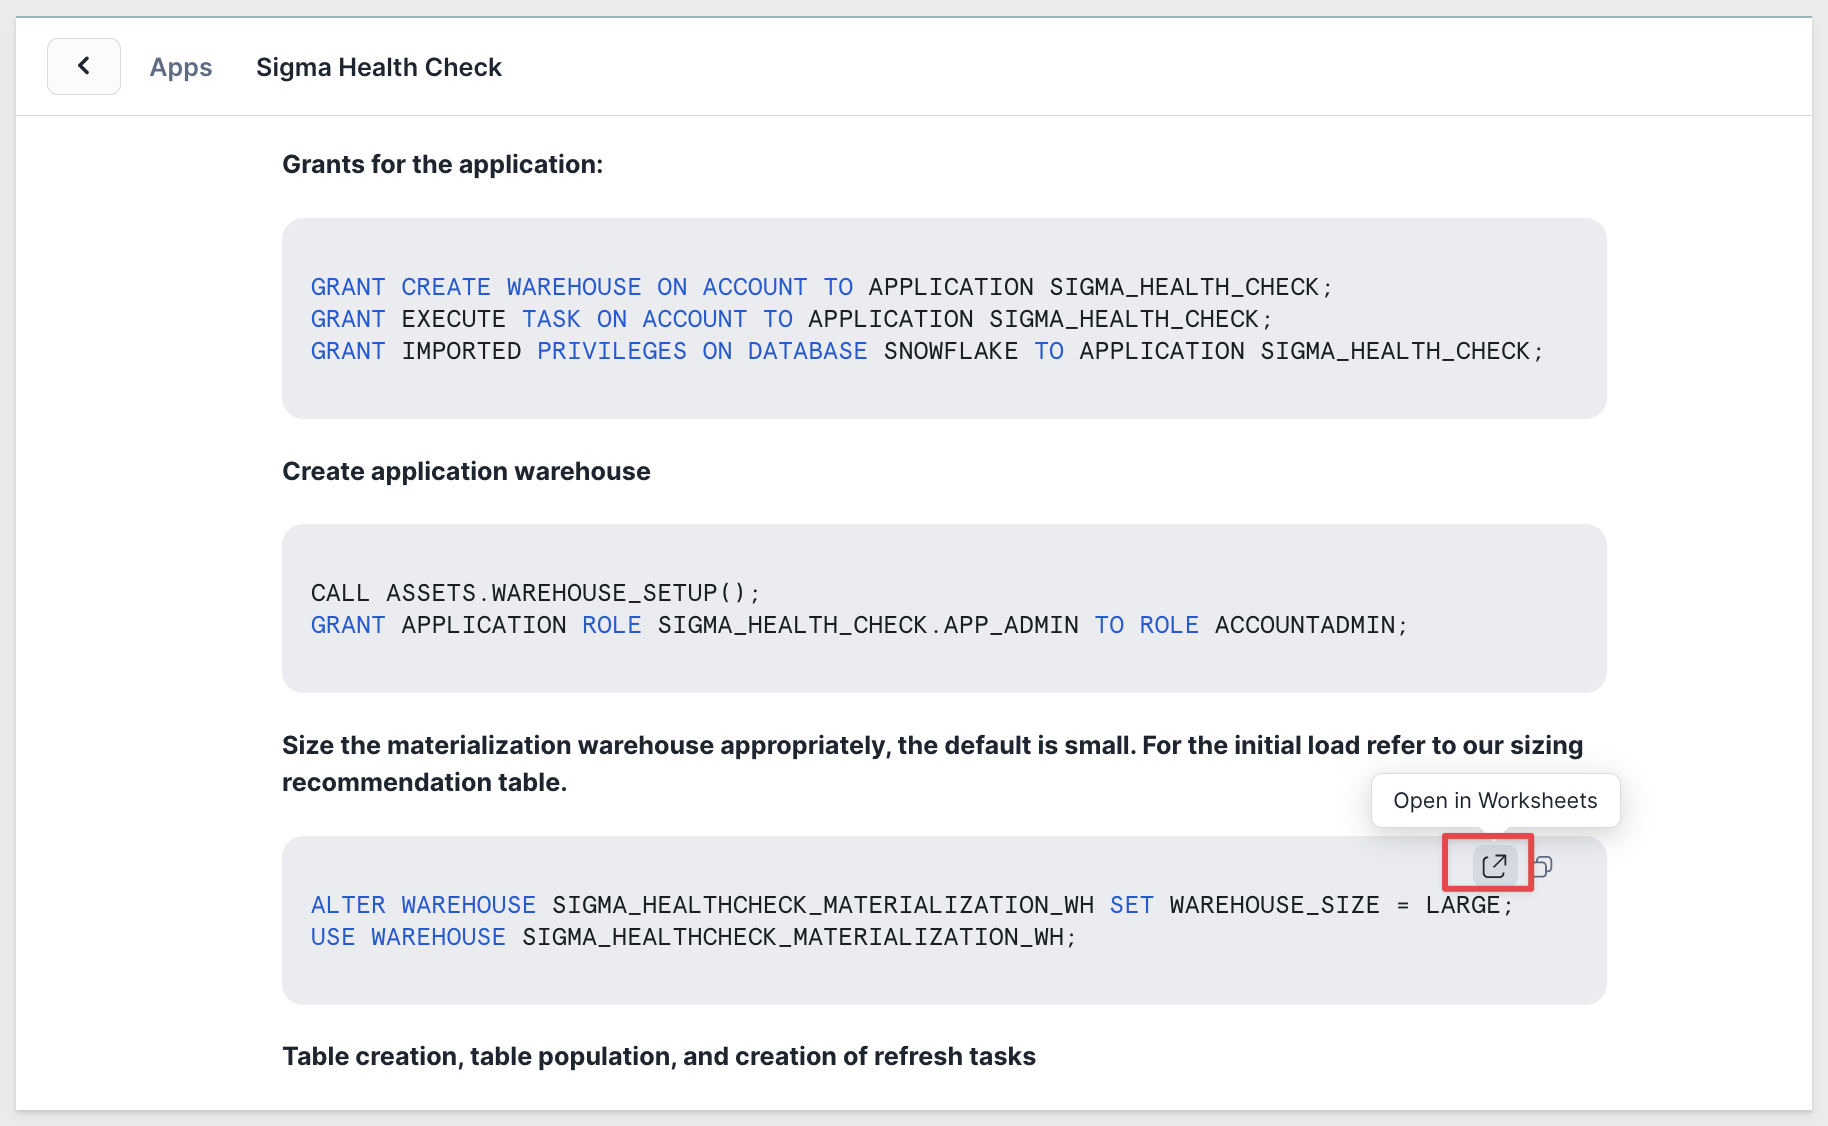 Apps Sigma Health Check
Grants for the application:
GRANT CREATE WAREHOUSE ON ACCOUNT TO APPLICATION SIGMA_HEALTH_CHECK;
GRANT EXECUTE TASK ON ACCOUNT TO APPLICATION SIGMA_HEALTH_CHECK;
GRANT IMPORTED PRIVILEGES ON DATABASE SNOWFLAKE TO APPLICATION SIGMA_HEALTH_CHECK;
Create application warehouse
CALL ASSETS.WAREHOUSE_SETUP();
GRANT APPLICATION ROLE SIGMA_HEALTH_CHECK.APP_ADMIN TO ROLE ACCOUNTADMIN;
Size the materialization warehouse appropriately, the default is small. For the initial load refer to our sizing
recommendation table.
Open in Worksheets
ALTER WAREHOUSE SIGMA_HEALTHCHECK_MATERIALIZATION_WH SET WAREHOUSE_SIZE = LARGE;
USE WAREHOUSE SIGMA_HEALTHCHECK_MATERIALIZATION_WH;
Table creation, table population, and creation of refresh tasks